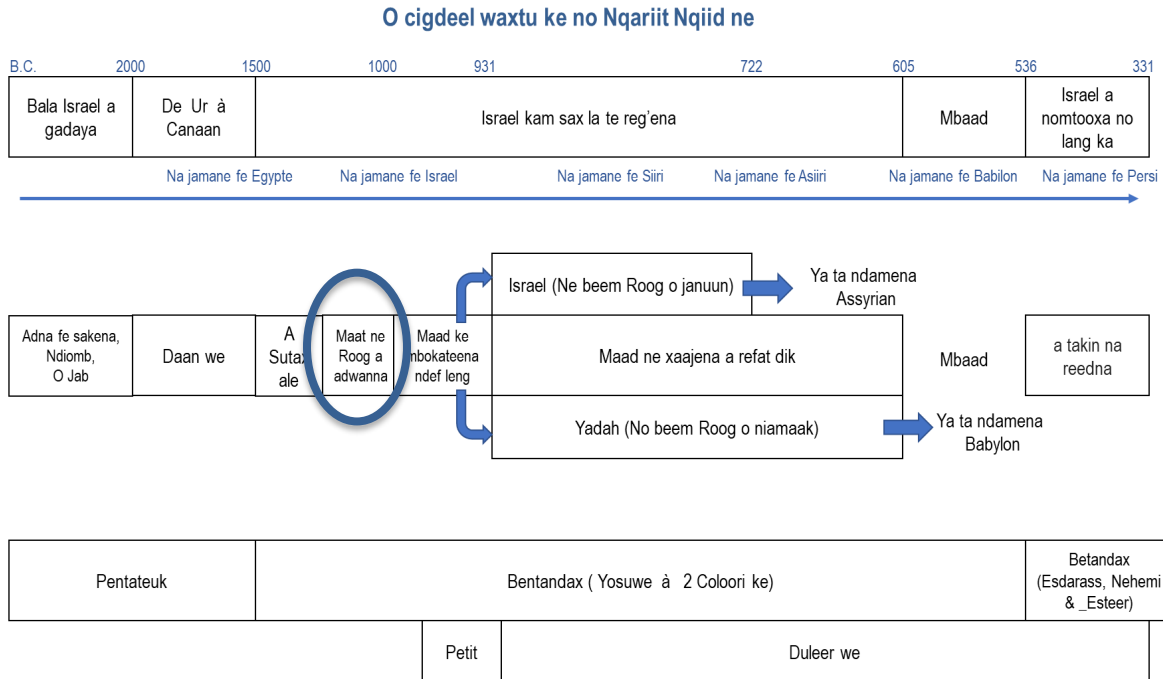 O cigdeel waxtu ke no Nqariit Nqiid ne
B.C. 2000 1500 1000 931 722 605 536 331
Bala Israel a
gadaya
De Ur à
Canaan
Israel kam sax la te reg'ena
Mbaad
Israel a
nomtooxa no
lang ka
Na jamane fe Egypte
Na jamane fe Israel
Na jamane fe Siiri
Na jamane fe Asiiri
Na jamane fe Babilon
Na jamane fe Persi
Israel (Ne beem Roog o januun)
Ya ta ndamena
Assyrian
Adna fe sakena,
Ndiomb,
O Jab
Daan we
A
Sutax
ale
Maat ne
Roog a
adwanna
Maad ke
mbokateena
ndef leng
Maad ne xaajena a refat dik
Mbaad
a takin na
reedna
Yadah (No beem Roog o niamaak)
Ya ta ndamena
Babylon
Pentateuk
Bentandax ( Yosuwe à 2 Coloori ke)
Betandax
(Esdarass, Nehemi
& _Esteer)
Petit
Duleer we